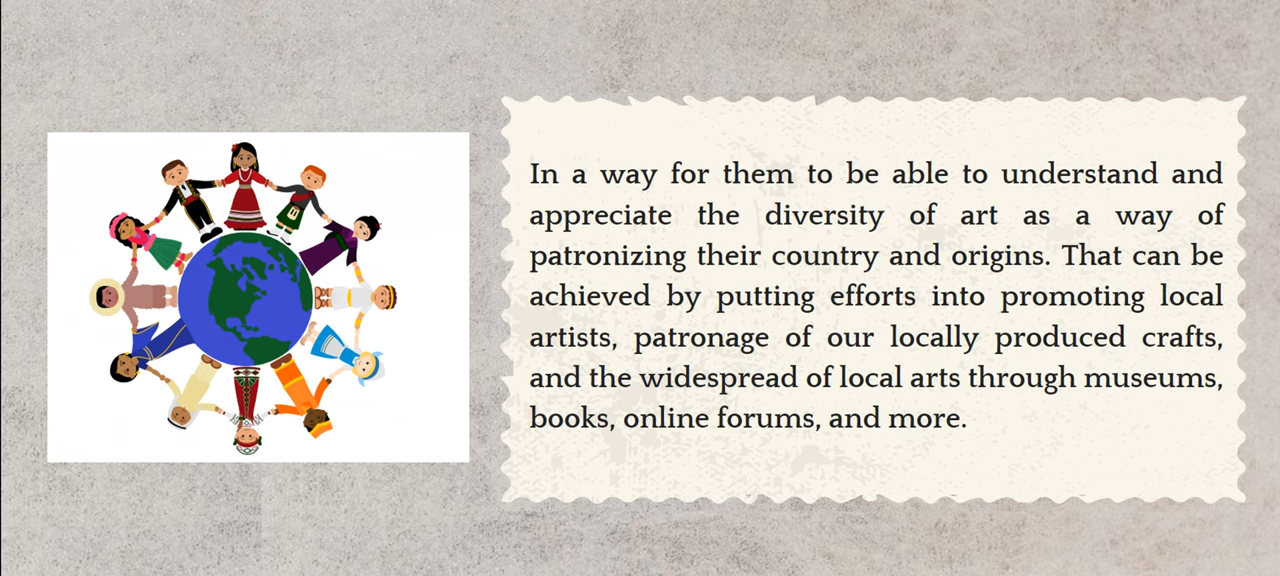 In a way for them to be able to understand and
appreciate the diversity of art as a way of
patronizing their country and origins. That can be
achieved by putting efforts into promoting local
artists, patronage of our locally produced crafts,
and the widespread of local arts through museums,
books, online forums, and more.